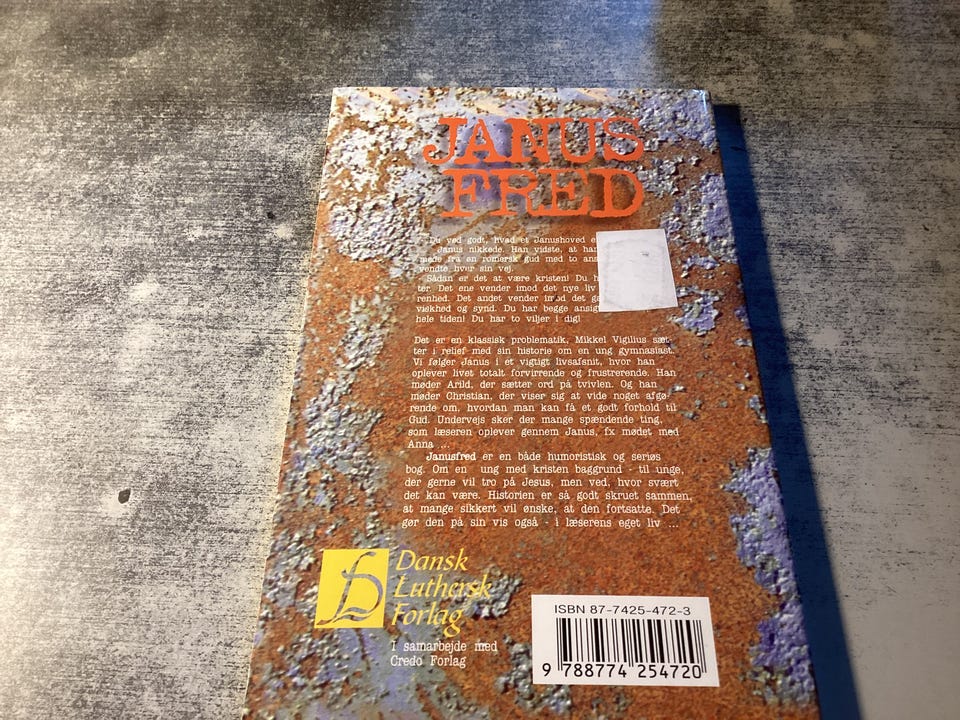 JANUS
FRED
Du ved godt, hvad et Janushoved
Janus nikkede. Han vidste, at han
mede fra en romersk gud med to
vendte hver sin vej.
Sådan er det at være kristen! Du
ter. Det ene vender imod det nye liv
renhed. Det andet vender imod det
viskhed og synd. Du har begge
hele tiden! Du har to viljer i dig!
Det er en klassisk problematik, Mikkel Vigilius sæt-
ter i relief med sin historie om en ung gymnasiast.
Vi følger Janus i et vigtigt livsafsnit, hvor han
oplever livet totalt forvirrende og frustrerende. Han
møder Arild, der sætter ord på tvivlen. Og han
møder Christian, der viser sig at vide noget afgø-
rende om, hvordan man kan få et godt forhold til
Gud. Undervejs sker der mange spændende ting,
som læseren oplever gennem Janus, fx mødet med
Anna ...
Janusfred er en både humoristisk og seriøs
bog. Om en ung med kristen baggrund - til unge,
der gerne vil tro på Jesus, men ved, hvor svært
det kan være. Historien er så godt skruet sammen,
at mange sikkert vil ønske, at den fortsatte. Det
gør den på sin vis også - i læserens eget liv ...
Dansk
Luthersk
Forlag
I samarbejde med
Credo Forlag
ISBN 87-7425-472-3
9 788774 254720